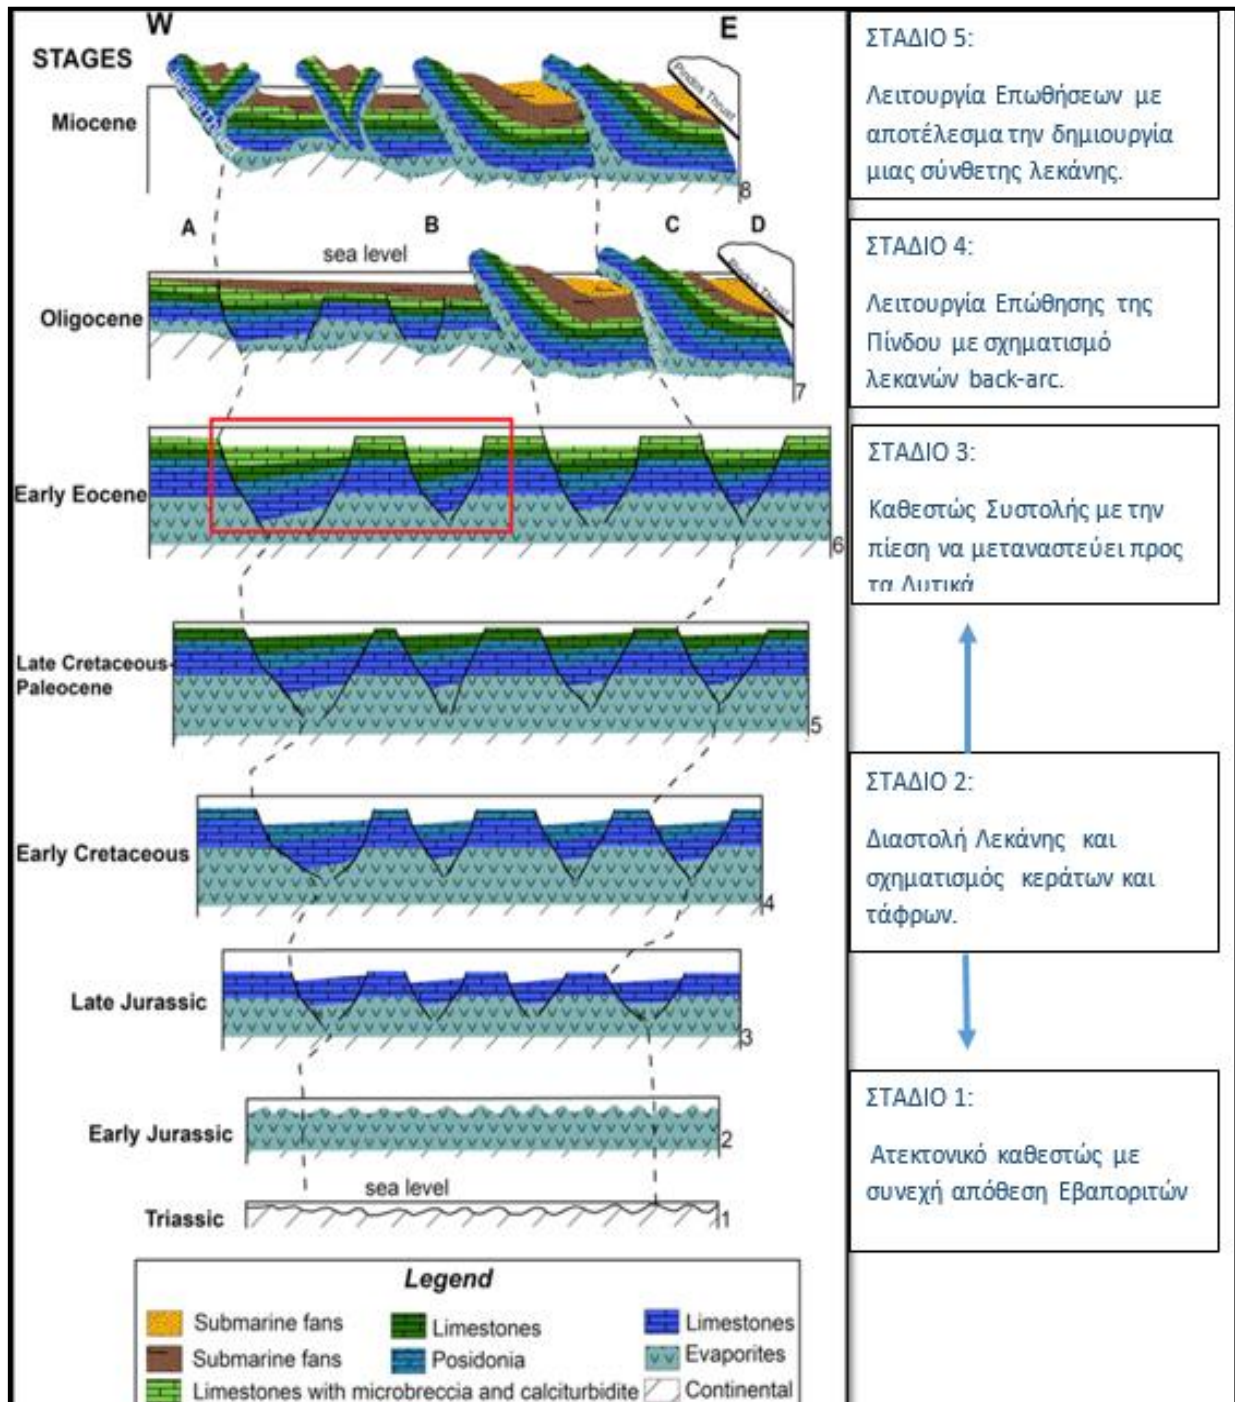 W
E
STAGES
Miocene
Pindos Thrust
8
A
B
C
D
sea level
Oligocene
Pindos Thrust
7
Early Eocene
6
Late Cretaceous-
Paleocene
5
Early Cretaceous
4
Late Jurassic
3
Early Jurassic
2
sea level
Triassic
1
Legend
Submarine fans
Limestones
Limestones
Submarine fans
Posidonia
Evaporites
Limestones with microbreccia and calciturbidite
Continental
ΣΤΑΔΙΟ 5:
Λειτουργία Επωθήσεων με
αποτέλεσμα την δημιουργία
μιας σύνθετης λεκάνης.
ΣΤΑΔΙΟ 4:
Λειτουργία Επώθησης της
Πίνδου με σχηματισμό
λεκανών back-arc.
ΣΤΑΔΙΟ 3:
Καθεστώς Συστολής με την
πίεση να μεταναστεύει προς
τα Δυτικά
ΣΤΑΔΙΟ 2:
Διαστολή Λεκάνης και
σχηματισμός κεράτων και
τάφρων.
ΣΤΑΔΙΟ 1:
Ατεκτονικό καθεστώς με
συνεχή απόθεση Εβαποριτών